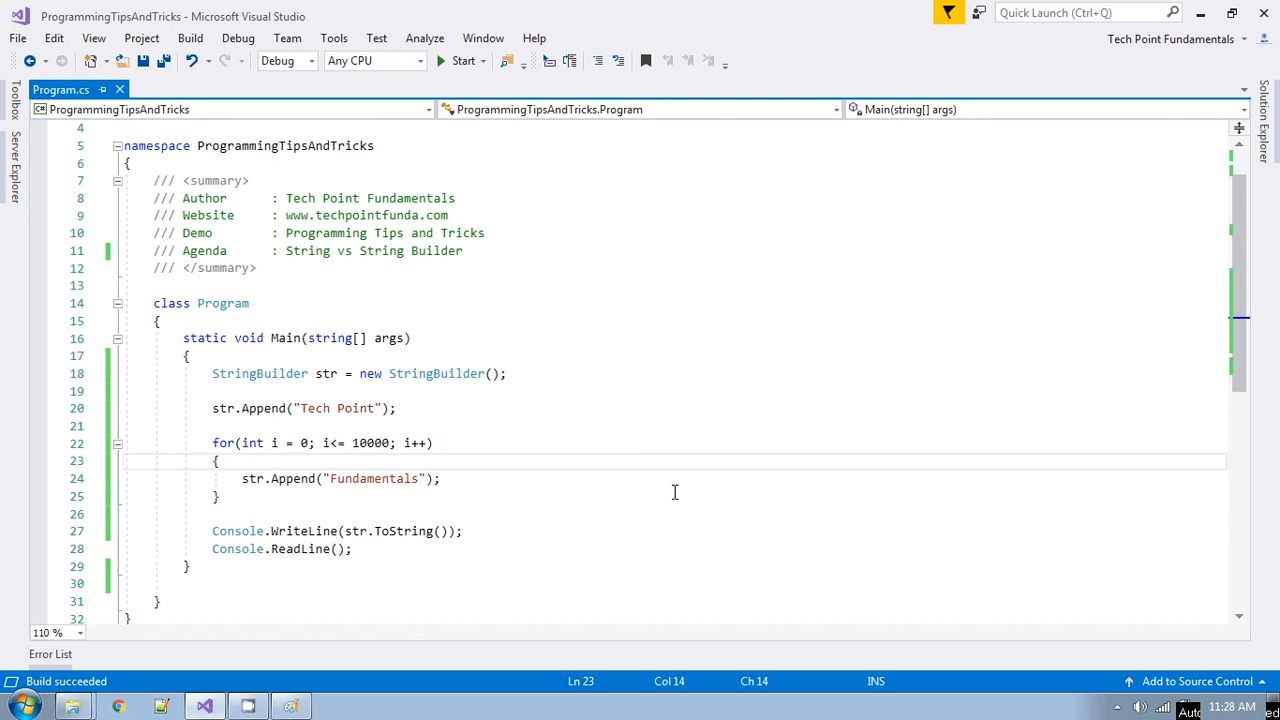 ProgrammingTipsAndTricks - Microsoft Visual Studio
Quick Launch (Ctrl+Q)
File Edit View Project Build Debug Team Tools Test Analyze Window Help
Tech Point Fundamentals
Debug Any CPU Start
Program.cs
ProgrammingTipsAndTricks ProgrammingTipsAndTricks.Program Main(string[] args)
Toolbox
Server Explorer
Solution Explorer
4
5 namespace ProgrammingTipsAndTricks
6 {
7 /// <summary>
8 /// Author : Tech Point Fundamentals
9 /// Website : www.techpointfunda.com
10 /// Demo : Programming Tips and Tricks
11 /// Agenda : String vs String Builder
12 /// </summary>
13
14 class Program
15 {
16 static void Main(string[] args)
17 {
18 StringBuilder str = new StringBuilder();
19
20 str.Append("Tech Point");
21
22 for(int i = 0; i<= 10000; i++)
23 {
24 str.Append("Fundamentals");
25 }
26
27 Console.WriteLine(str.ToString());
28 Console.ReadLine();
29 }
30
31 }
32 }
110 %
Error List
Build succeeded Ln 23 Col 14 Ch 14 INS Add to Source Control
11:28 AM